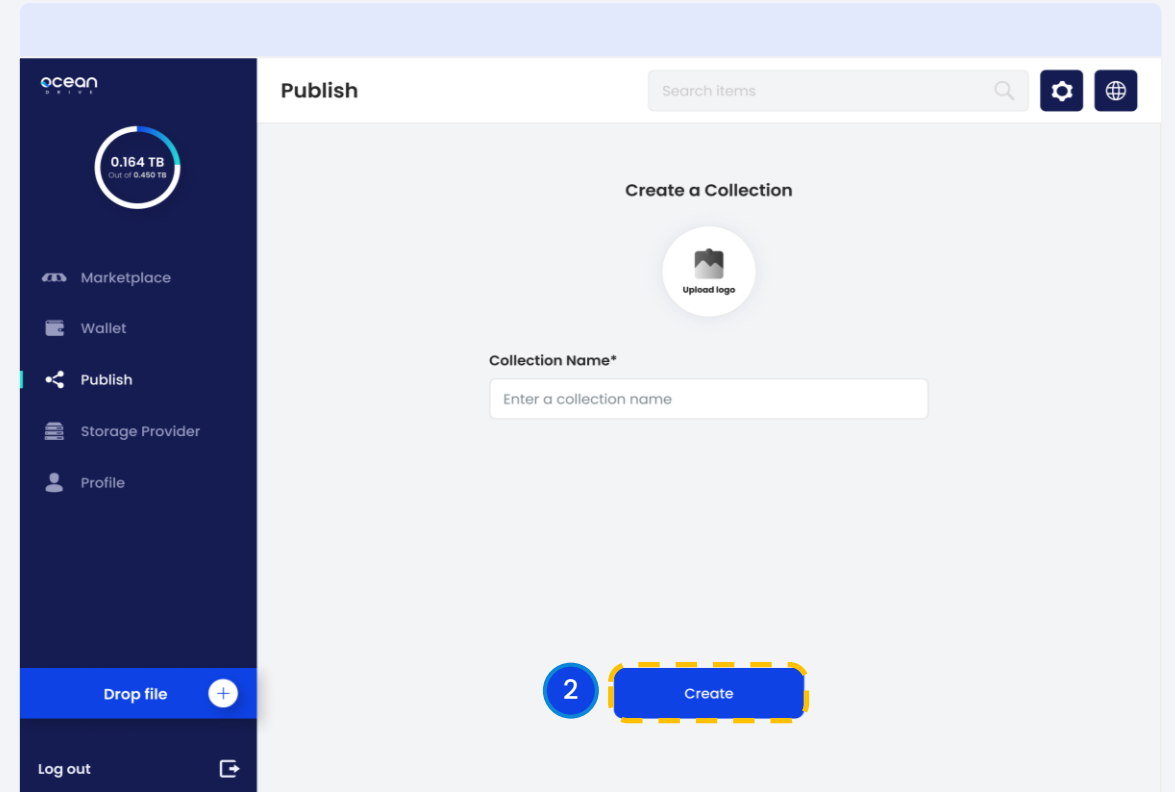 ocean
DRIVE
0.164 TB
Out of 0.450 TB
Marketplace
Wallet
Publish
Storage Provider
Profile
Drop file
Log out
Publish
Search items
Create a Collection
Upload logo
Collection Name*
Enter a collection name
2
Create